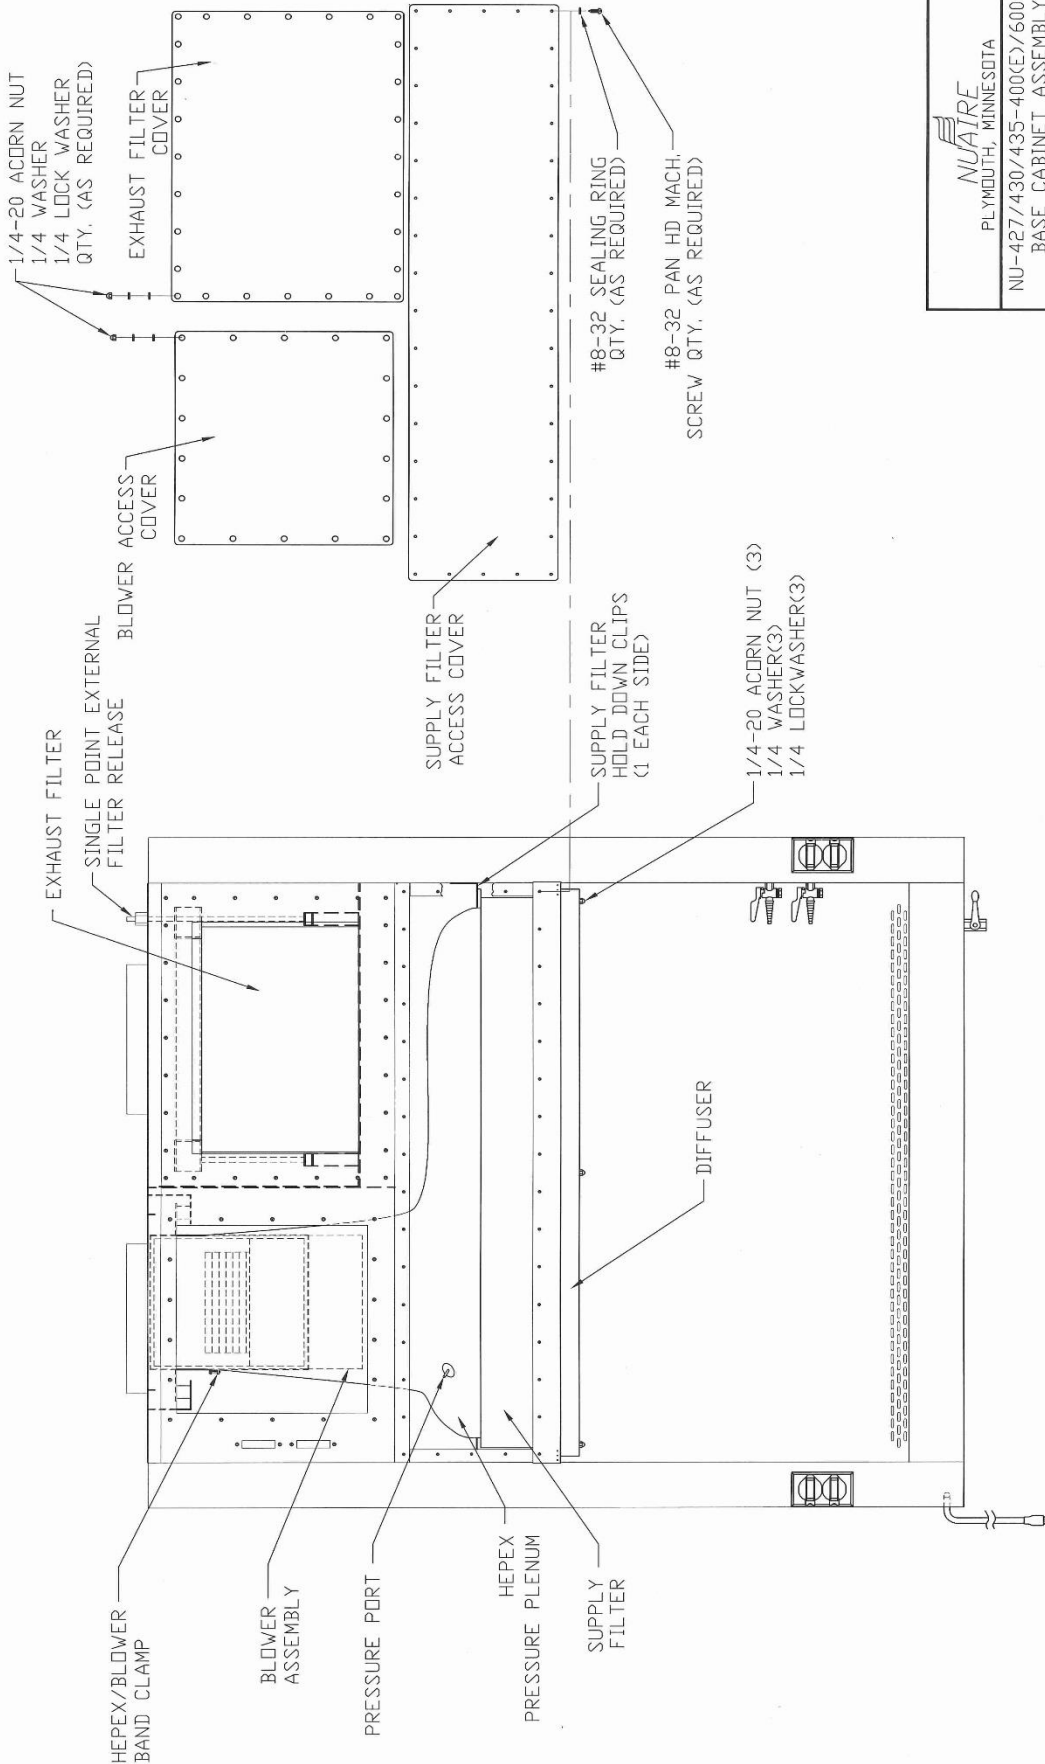 HEPEX/BLOWER
BAND CLAMP
BLOWER
ASSEMBLY
PRESSURE PORT
HEPEX
PRESSURE PLENUM
SUPPLY
FILTER
EXHAUST FILTER
SINGLE POINT EXTERNAL
FILTER RELEASE
DIFFUSER
SUPPLY FILTER
HOLD DOWN CLIPS
(1 EACH SIDE)
1/4-20 ACORN NUT (3)
1/4 WASHER(3)
1/4 LOCKWASHER(3)
BLOWER ACCESS
COVER
SUPPLY FILTER
ACCESS COVER
1/4-20 ACORN NUT
1/4 WASHER
1/4 LOCK WASHER
QTY. (AS REQUIRED)
EXHAUST FILTER
COVER
#8-32 SEALING RING
QTY. (AS REQUIRED)
#8-32 PAN HD MACH.
SCREW QTY. (AS REQUIRED)
NUAIRE
PLYMOUTH, MINNESOTA
NU-427/430/435-400(E)/600
BASE CABINET ASSEMBLY